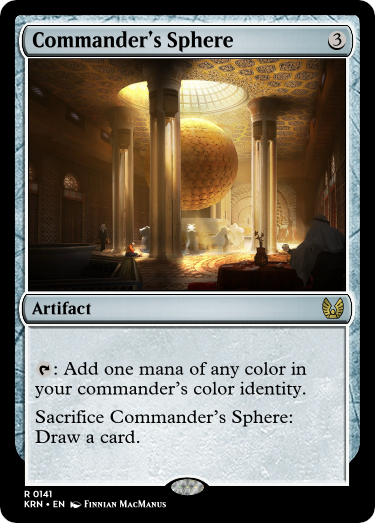 Commander's Sphere 3
Artifact
: Add one mana of any color in
your commander's color identity.
Sacrifice Commander's Sphere:
Draw a card.
R 0141
KRN • EN Finnian MacManus